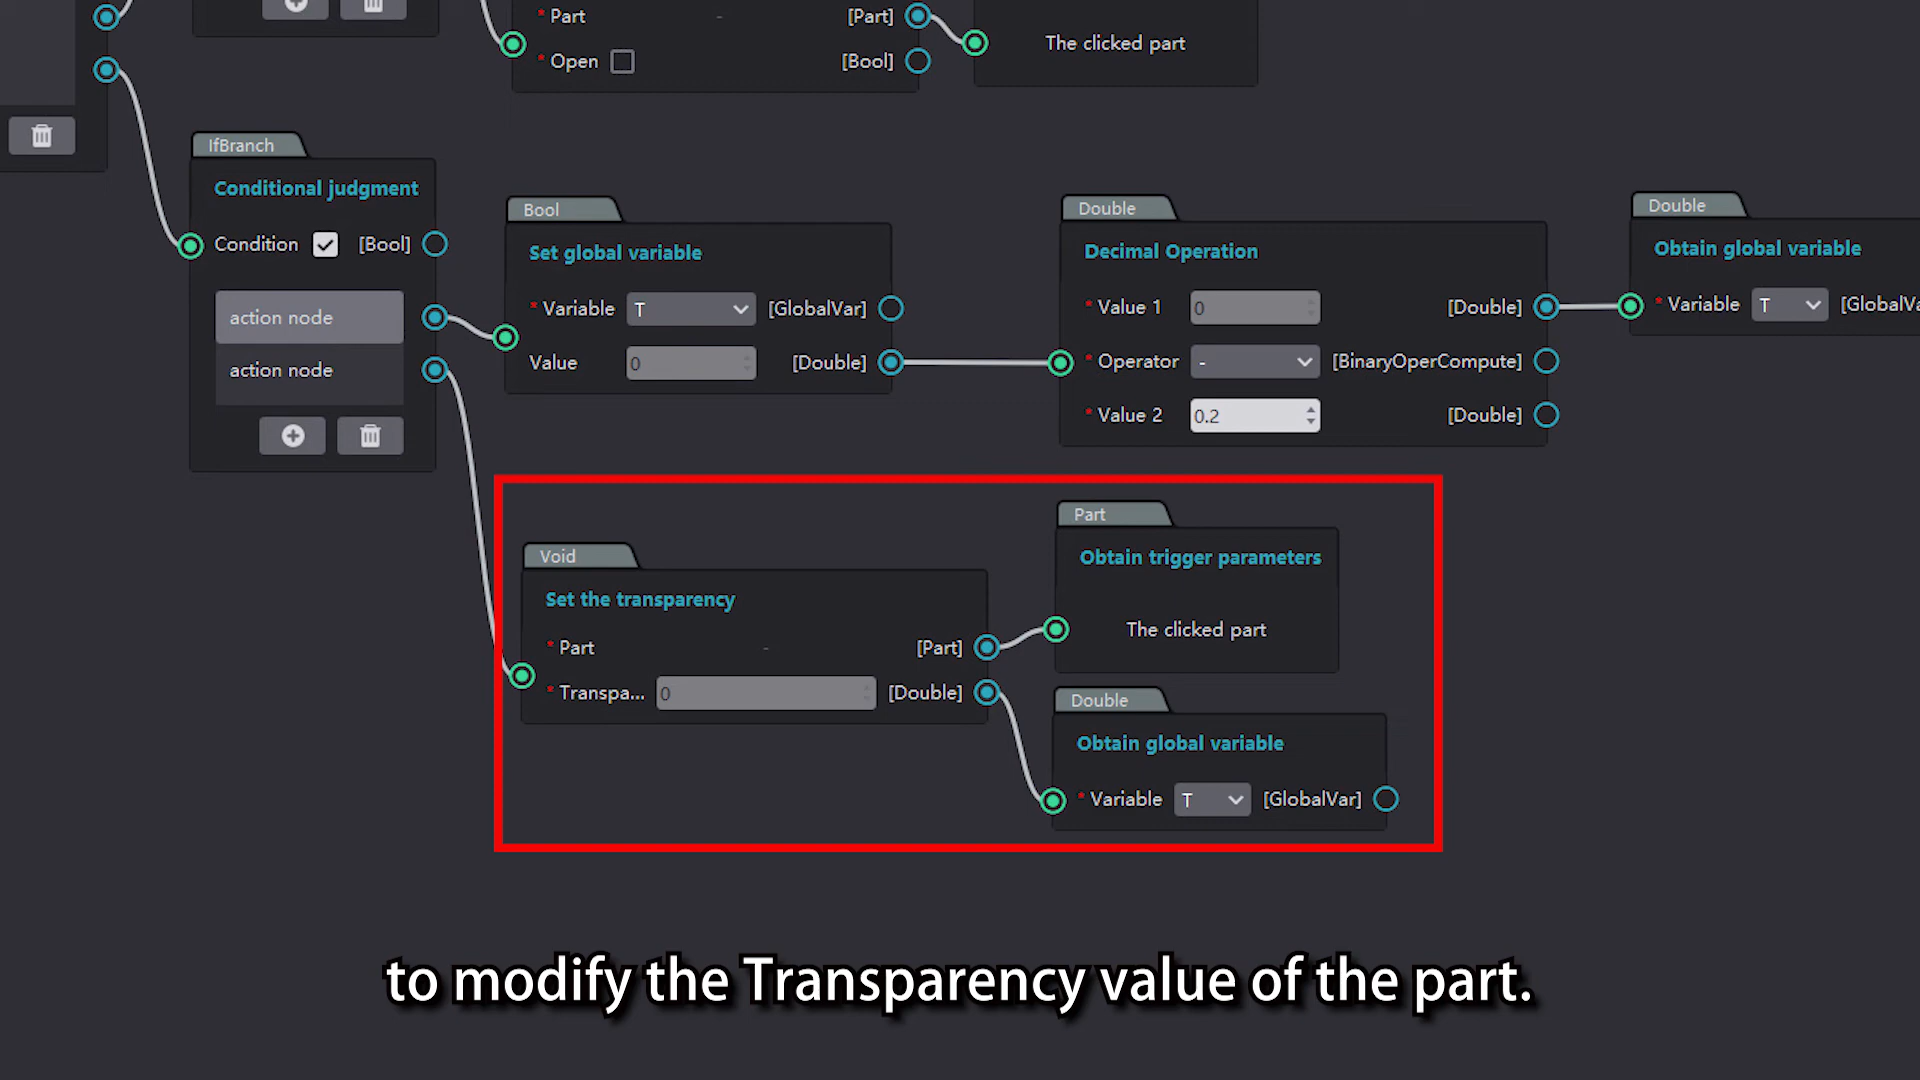 * Part - [Part]
* Open [Bool]
The clicked part
IfBranch
Conditional judgment
Condition [Bool]
action node
action node
Bool
Set global variable
* Variable T [GlobalVar]
Value 0 [Double]
Double
Decimal Operation
* Value 1 0 [Double]
* Operator - [BinaryOperCompute]
* Value 2 0.2 [Double]
Double
Obtain global variable
* Variable T [GlobalVa
Void
Set the transparency
* Part - [Part]
* Transpa... 0 [Double]
Part
Obtain trigger parameters
The clicked part
Double
Obtain global variable
* Variable T [GlobalVar]
to modify the Transparency value of the part.